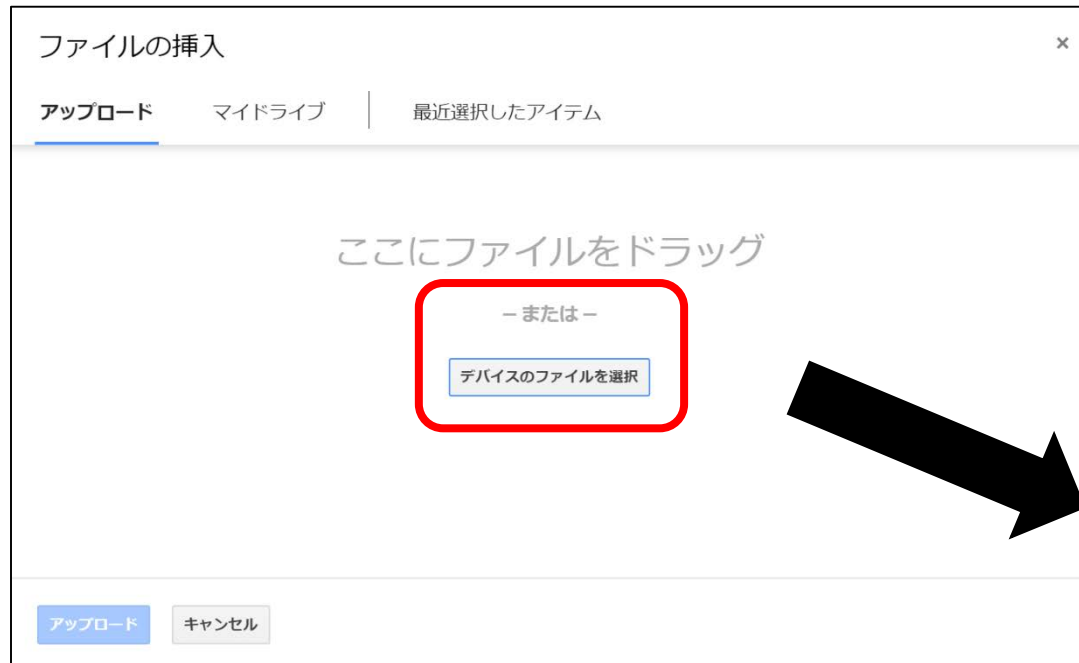 ファイルの挿入 ×
アップロード マイドライブ 最近選択したアイテム
ここにファイルをドラッグ
– または –
デバイスのファイルを選択
アップロード キャンセル